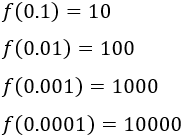 f(0.1) = 10
f(0.01) = 100
f(0.001) = 1000
f(0.0001) = 10000